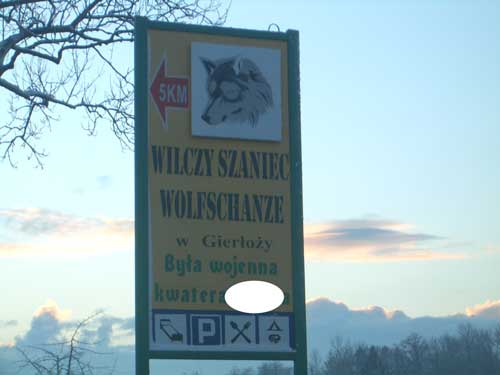 5KM
WILCZY SZANIEC
WOLFSCHANZE
w Gierłoży
Była wojenna
kwatera
P